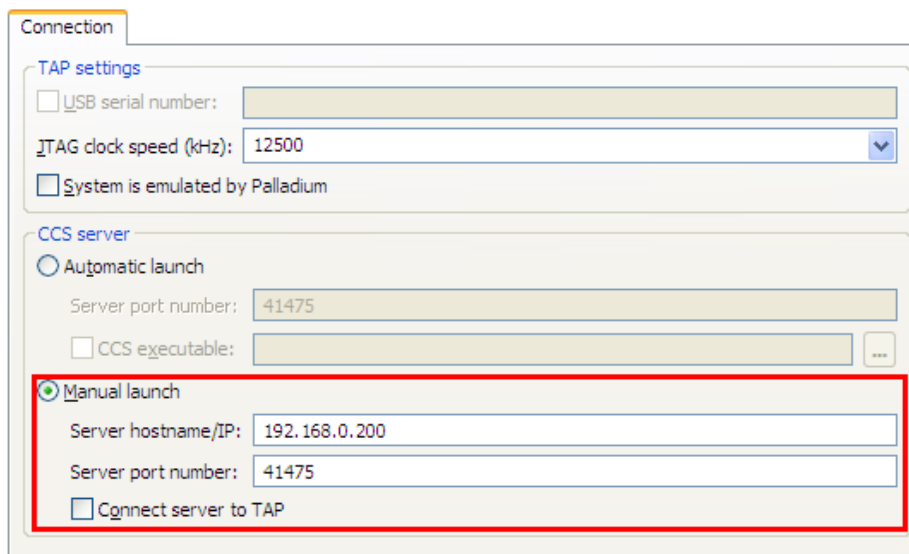 Connection
TAP settings
USB serial number:
JTAG clock speed (kHz): 12500
System is emulated by Palladium
CCS server
Automatic launch
Server port number: 41475
CCS executable: ...
Manual launch
Server hostname/IP: 192.168.0.200
Server port number: 41475
Connect server to TAP